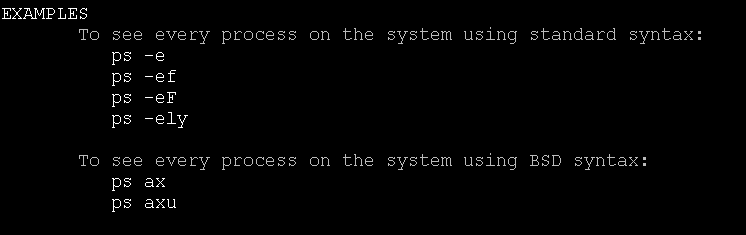 EXAMPLES
To see every process on the system using standard syntax:
ps -e
ps -ef
ps -eF
ps -ely
To see every process on the system using BSD syntax:
ps ax
ps axu